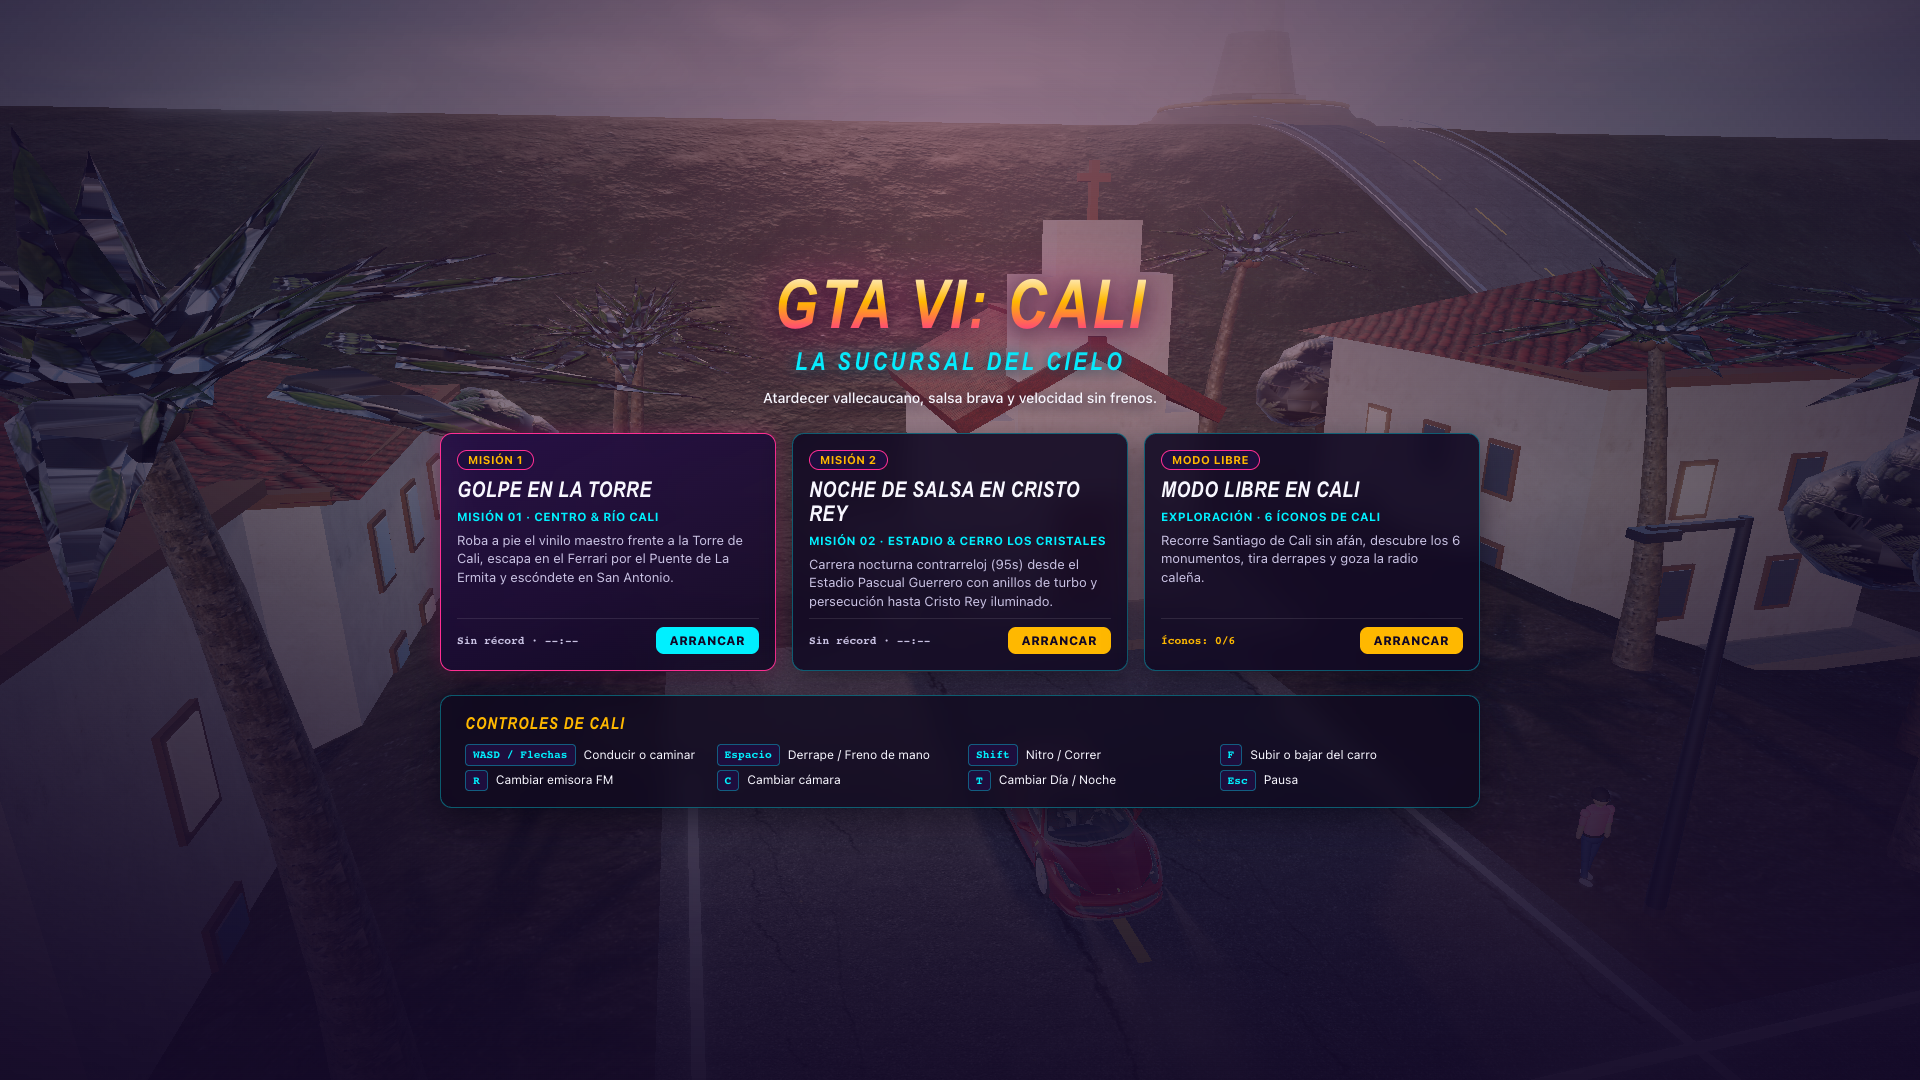 GTA VI: CALI
LA SUCURSAL DEL CIELO
Atardecer vallecaucano, salsa brava y velocidad sin frenos.
MISIÓN 1
GOLPE EN LA TORRE
MISIÓN 01 · CENTRO & RÍO CALI
Roba a pie el vinilo maestro frente a la Torre de
Cali, escapa en el Ferrari por el Puente de La
Ermita y escóndete en San Antonio.
Sin récord · --:--
ARRANCAR
MISIÓN 2
NOCHE DE SALSA EN CRISTO
REY
MISIÓN 02 · ESTADIO & CERRO LOS CRISTALES
Carrera nocturna contrarreloj (95s) desde el
Estadio Pascual Guerrero con anillos de turbo y
persecución hasta Cristo Rey iluminado.
Sin récord · --:--
ARRANCAR
MODO LIBRE
MODO LIBRE EN CALI
EXPLORACIÓN · 6 ÍCONOS DE CALI
Recorre Santiago de Cali sin afán, descubre los 6
monumentos, tira derrapes y goza la radio
caleña.
Íconos: 0/6
ARRANCAR
CONTROLES DE CALI
WASD / Flechas Conducir o caminar
Espacio Derrape / Freno de mano
Shift Nitro / Correr
F Subir o bajar del carro
R Cambiar emisora FM
C Cambiar cámara
T Cambiar Día / Noche
Esc Pausa